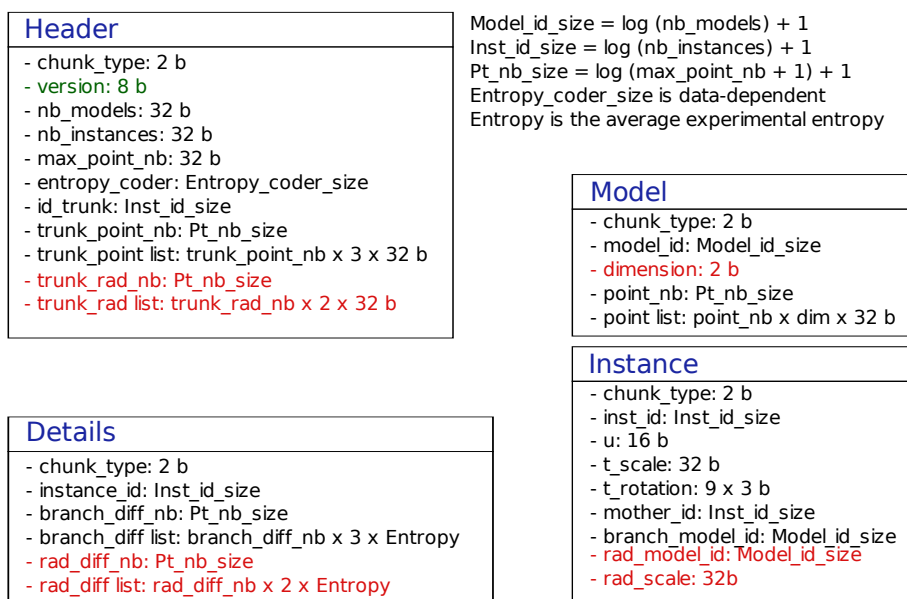 Header
- chunk_type: 2 b
- version: 8 b
- nb_models: 32 b
- nb_instances: 32 b
- max_point_nb: 32 b
- entropy_coder: Entropy_coder_size
- id_trunk: Inst_id_size
- trunk_point_nb: Pt_nb_size
- trunk_point list: trunk_point_nb x 3 x 32 b
- trunk_rad_nb: Pt_nb_size
- trunk_rad list: trunk_rad_nb x 2 x 32 b
Model_id_size = log (nb_models) + 1
Inst_id_size = log (nb_instances) + 1
Pt_nb_size = log (max_point_nb + 1) + 1
Entropy_coder_size is data-dependent
Entropy is the average experimental entropy
Model
- chunk_type: 2 b
- model_id: Model_id_size
- dimension: 2 b
- point_nb: Pt_nb_size
- point list: point_nb x dim x 32 b
Details
- chunk_type: 2 b
- instance_id: Inst_id_size
- branch_diff_nb: Pt_nb_size
- branch_diff list: branch_diff_nb x 3 x Entropy
- rad_diff_nb: Pt_nb_size
- rad_diff list: rad_diff_nb x 2 x Entropy
Instance
- chunk_type: 2 b
- inst_id: Inst_id_size
- u: 16 b
- t_scale: 32 b
- t_rotation: 9 x 3 b
- mother_id: Inst_id_size
- branch_model_id: Model_id_size
- rad_model_id: Model_id_size
- rad_scale: 32b